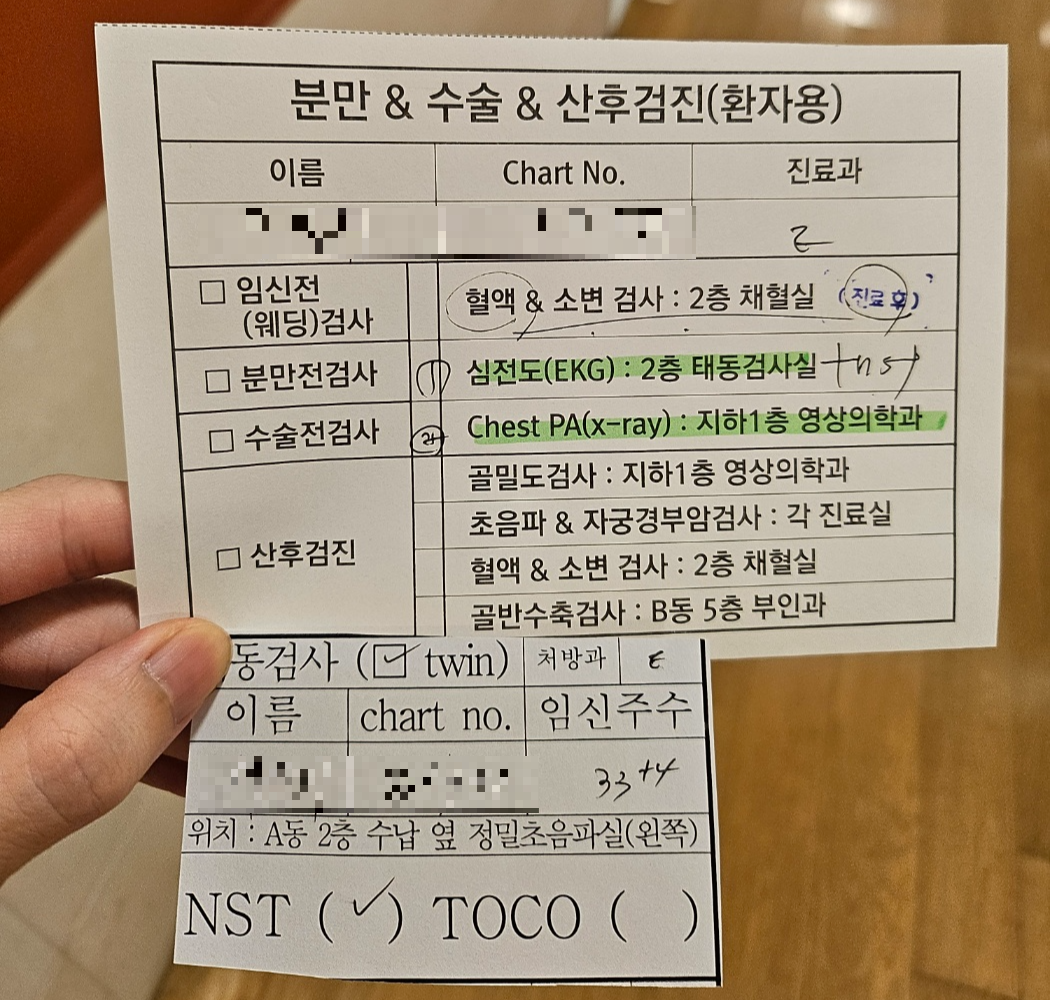 분만 & 수술 & 산후검진(환자용)
이름 Chart No. 진료과
□ 임신전
(웨딩)검사
혈액 & 소변 검사 : 2층 채혈실 (진료 후)
□ 분만전검사 ① 심전도(EKG) : 2층 태동검사실 + nst
□ 수술전검사 Chest PA(x-ray) : 지하1층 영상의학과
□ 산후검진
골밀도검사 : 지하1층 영상의학과
초음파 & 자궁경부암검사 : 각 진료실
혈액 & 소변 검사 : 2층 채혈실
골반수축검사 : B동 5층 부인과
동검사 (☑ twin) 처방과 E
이름 chart no. 임신주수
33+4
위치 : A동 2층 수납 옆 정밀초음파실(왼쪽)
NST (✓) TOCO ( )